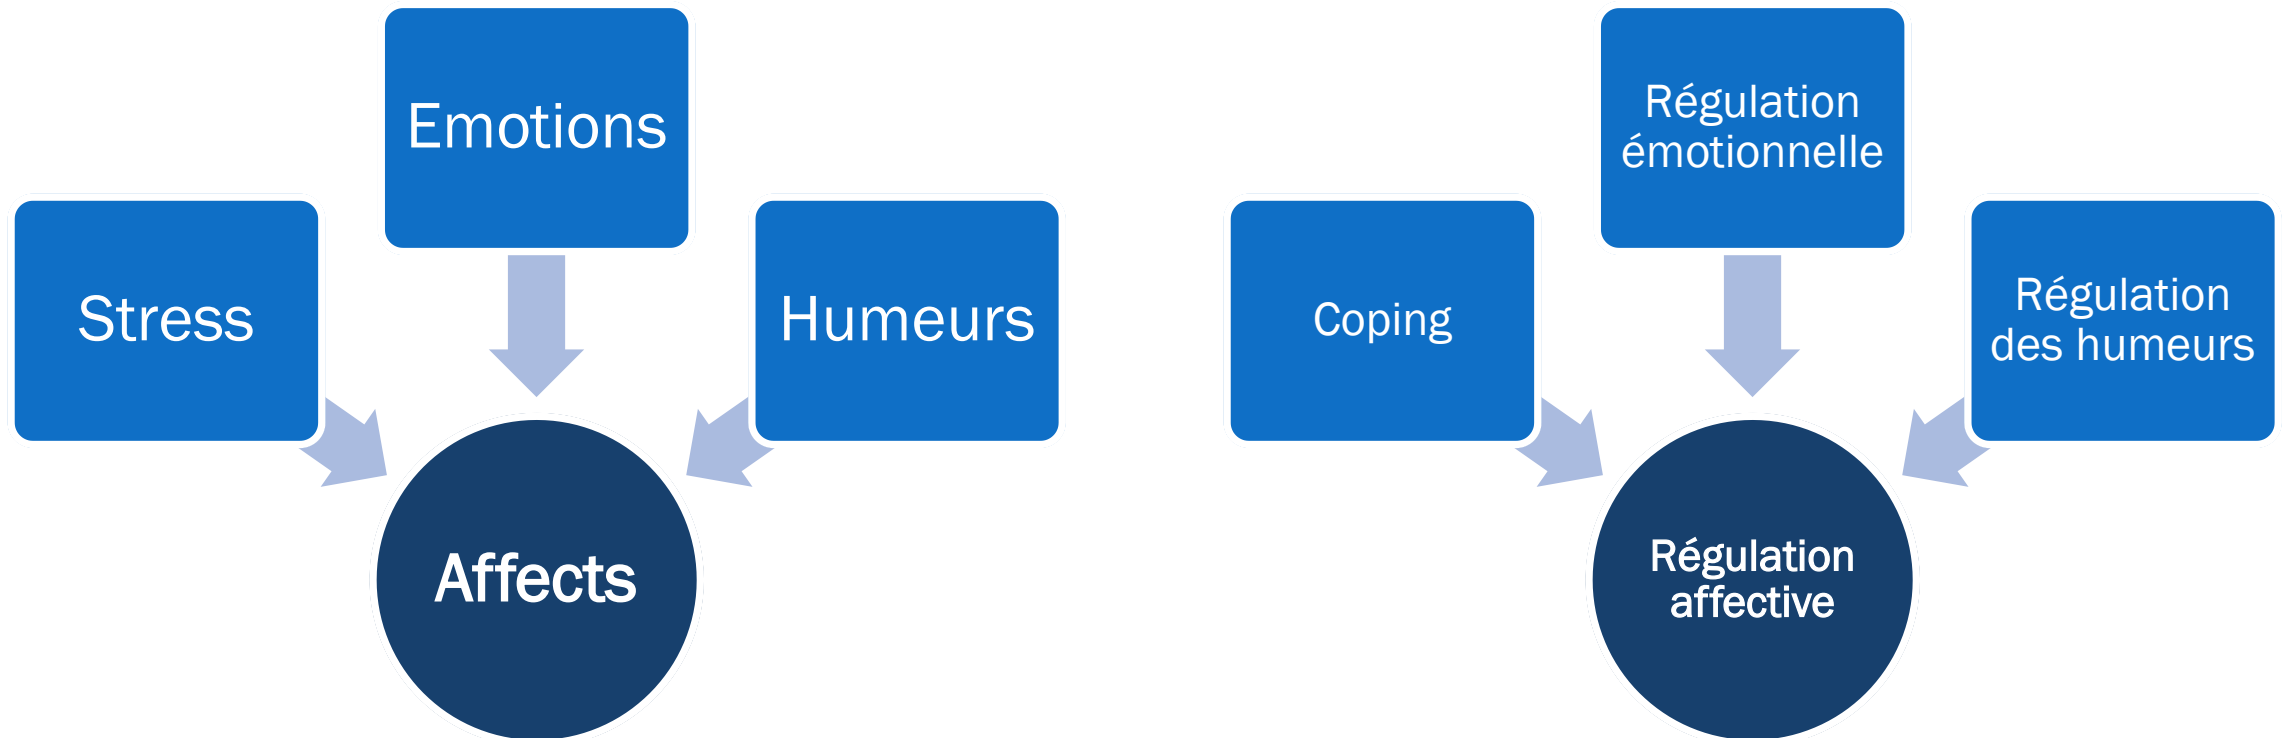 Stress
Emotions
Humeurs
Affects
Coping
Régulation
émotionnelle
Régulation
des humeurs
Régulation
affective